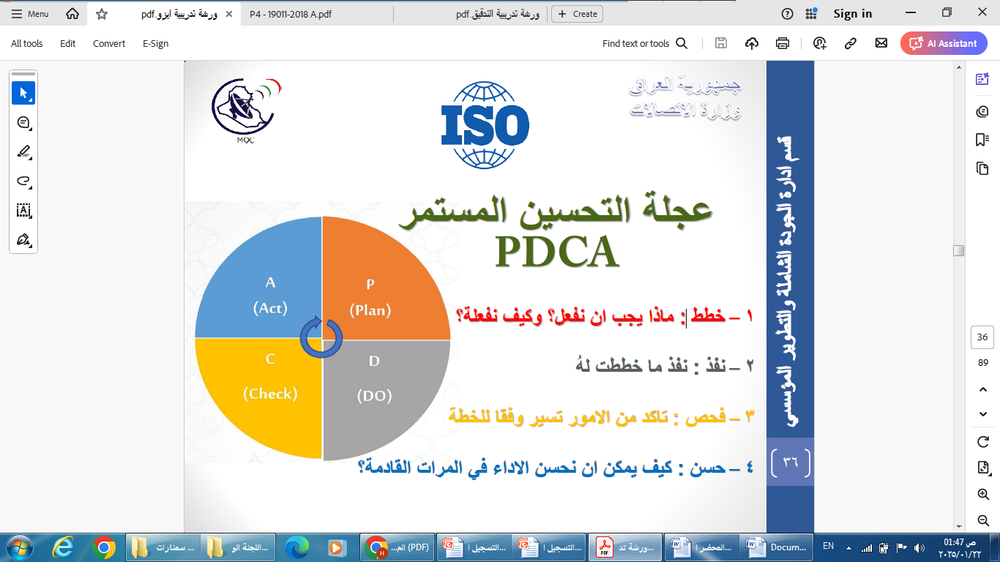 Menu
ورشة تدريبية ايزو.pdf
P4 - 19011-2018 A.pdf
ورشة تدريبية التدقيق.pdf
Create
Sign in
All tools
Edit
Convert
E-Sign
Find text or tools
AI Assistant
MQC
ISO
جمهورية العراق
وزارة الاتصالات
قسم ادارة الجودة الشاملة والتطوير المؤسسي
عجلة التحسين المستمر
PDCA
A
(Act)
P
(Plan)
C
(Check)
D
(DO)
١ – خطط : ماذا يجب ان نفعل؟ وكيف نفعلة؟
٢ – نفذ : نفذ ما خططت لهُ
٣ – فحص : تاكد من الامور تسير وفقا للخطة
٤ – حسن : كيف يمكن ان نحسن الاداء في المرات القادمة؟
٣٦
36
89
سمنارات ...
اللجنة الو...
(PDF) الم...
التسجيل ا...
التسجيل ا...
ورشة تد...
المحضر ا...
Docum...
EN
01:47 ص
٢٠٢٥/٠١/٢٢